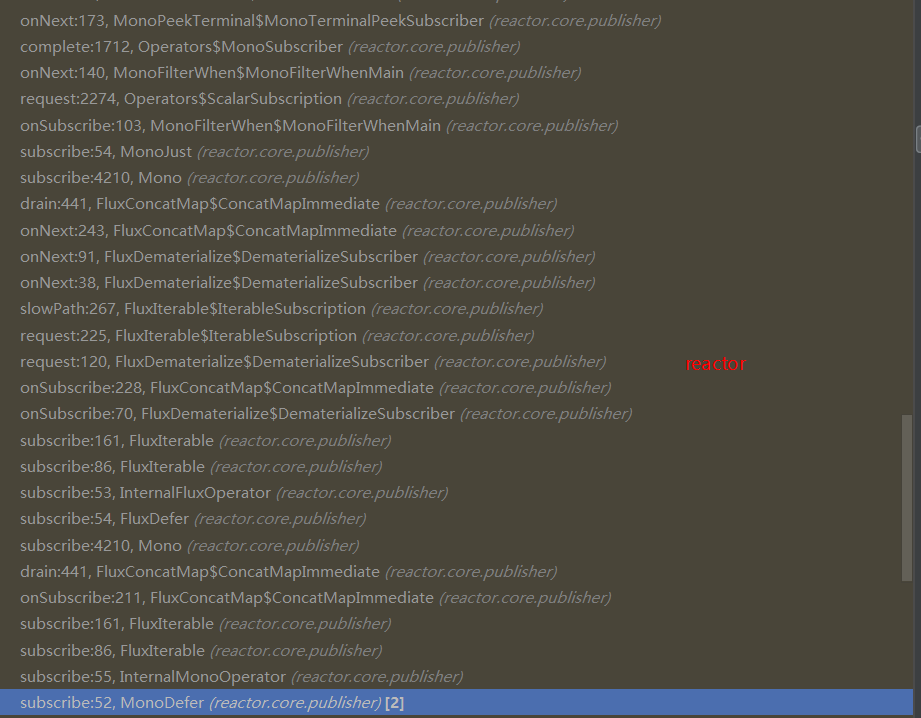 onNext:173, MonoPeekTerminal$MonoTerminalPeekSubscriber (reactor.core.publisher)
complete:1712, Operators$MonoSubscriber (reactor.core.publisher)
onNext:140, MonoFilterWhen$MonoFilterWhenMain (reactor.core.publisher)
request:2274, Operators$ScalarSubscription (reactor.core.publisher)
onSubscribe:103, MonoFilterWhen$MonoFilterWhenMain (reactor.core.publisher)
subscribe:54, MonoJust (reactor.core.publisher)
subscribe:4210, Mono (reactor.core.publisher)
drain:441, FluxConcatMap$ConcatMapImmediate (reactor.core.publisher)
onNext:243, FluxConcatMap$ConcatMapImmediate (reactor.core.publisher)
onNext:91, FluxDematerialize$DematerializeSubscriber (reactor.core.publisher)
onNext:38, FluxDematerialize$DematerializeSubscriber (reactor.core.publisher)
slowPath:267, FluxIterable$IterableSubscription (reactor.core.publisher)
request:225, FluxIterable$IterableSubscription (reactor.core.publisher)
request:120, FluxDematerialize$DematerializeSubscriber (reactor.core.publisher) reactor
onSubscribe:228, FluxConcatMap$ConcatMapImmediate (reactor.core.publisher)
onSubscribe:70, FluxDematerialize$DematerializeSubscriber (reactor.core.publisher)
subscribe:161, FluxIterable (reactor.core.publisher)
subscribe:86, FluxIterable (reactor.core.publisher)
subscribe:53, InternalFluxOperator (reactor.core.publisher)
subscribe:54, FluxDefer (reactor.core.publisher)
subscribe:4210, Mono (reactor.core.publisher)
drain:441, FluxConcatMap$ConcatMapImmediate (reactor.core.publisher)
onSubscribe:211, FluxConcatMap$ConcatMapImmediate (reactor.core.publisher)
subscribe:161, FluxIterable (reactor.core.publisher)
subscribe:86, FluxIterable (reactor.core.publisher)
subscribe:55, InternalMonoOperator (reactor.core.publisher)
subscribe:52, MonoDefer (reactor.core.publisher) [2]